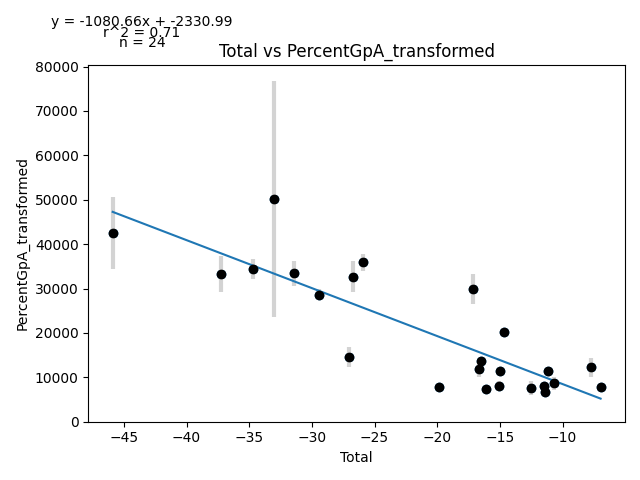 y = -1080.66x + -2330.99
r^2 = 0.71
n = 24
Total vs PercentGpA_transformed
80000
70000
60000
50000
40000
30000
20000
10000
0
PercentGpA_transformed
−45 −40 −35 −30 −25 −20 −15 −10
Total